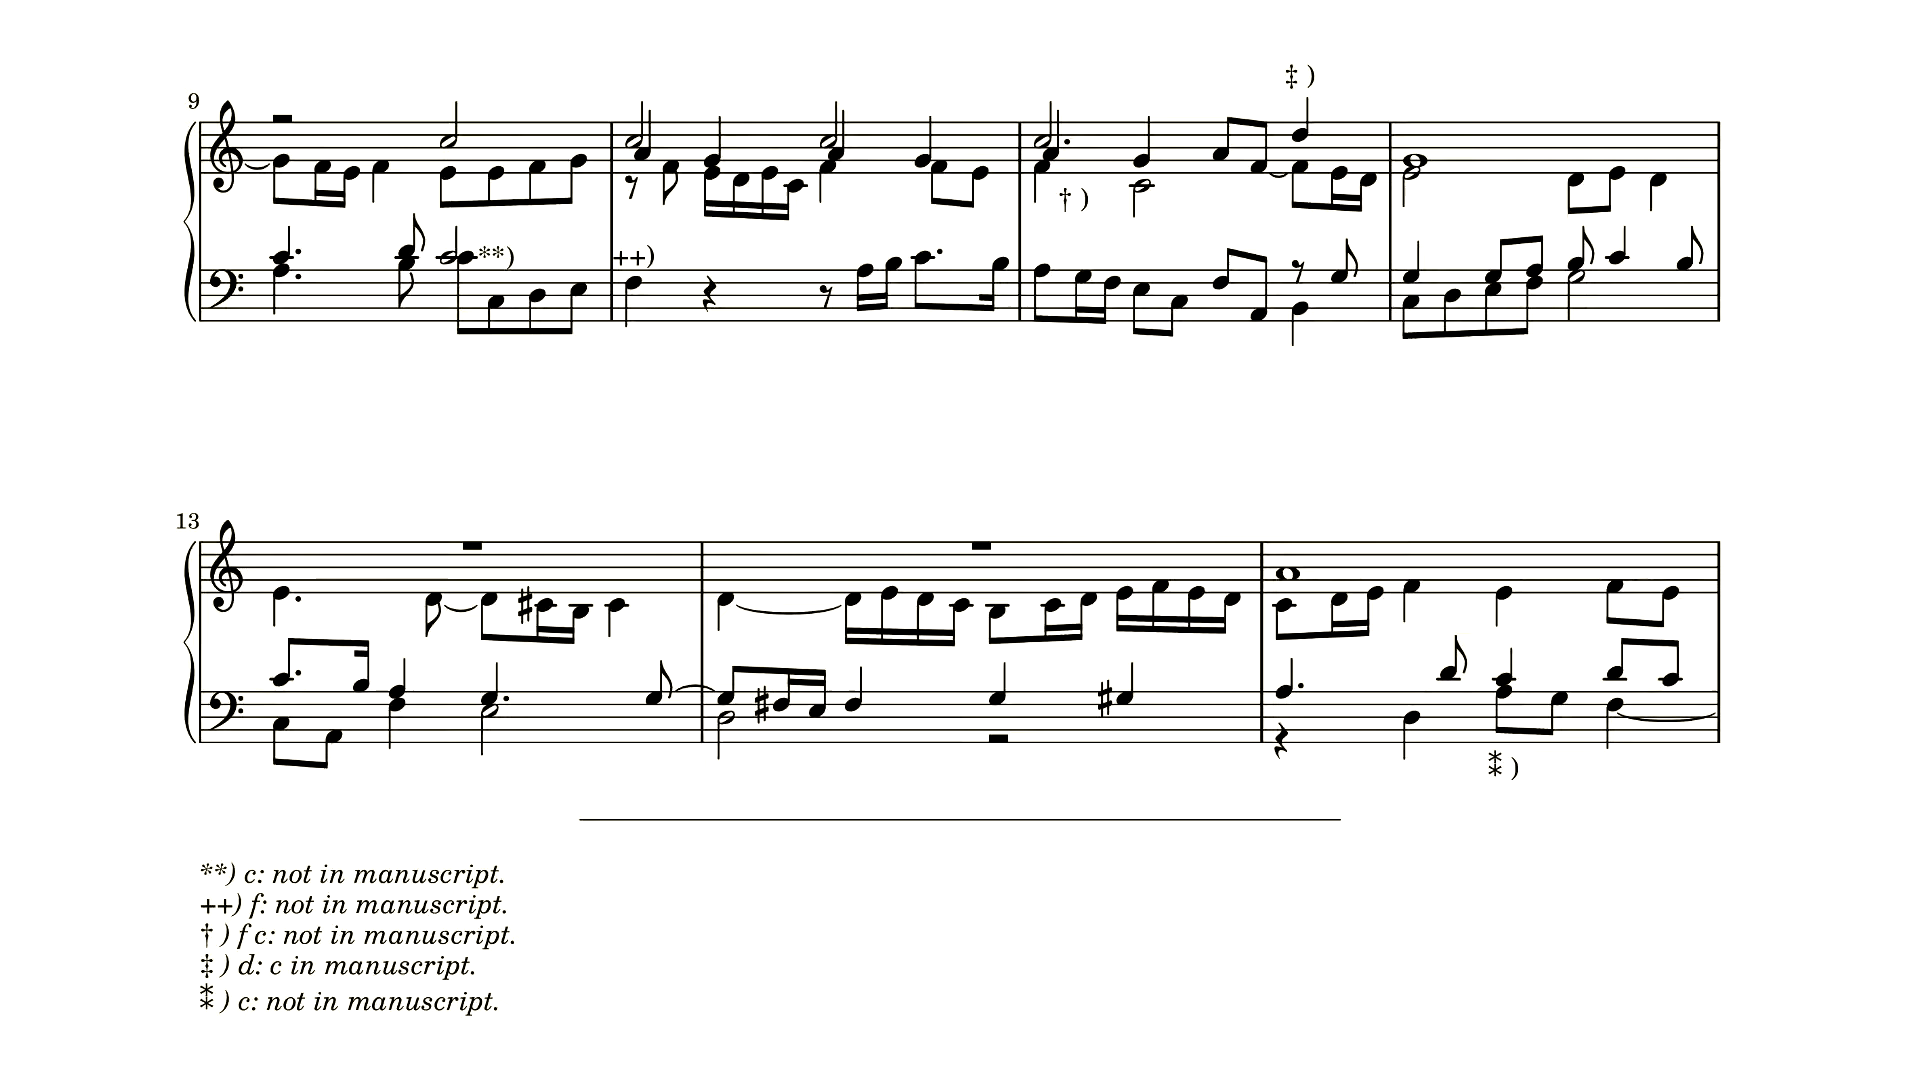 9
‡ )
**)
++)
† )
13
⁑ )
**) c: not in manuscript.
++) f: not in manuscript.
† ) f c: not in manuscript.
‡ ) d: c in manuscript.
⁑ ) c: not in manuscript.